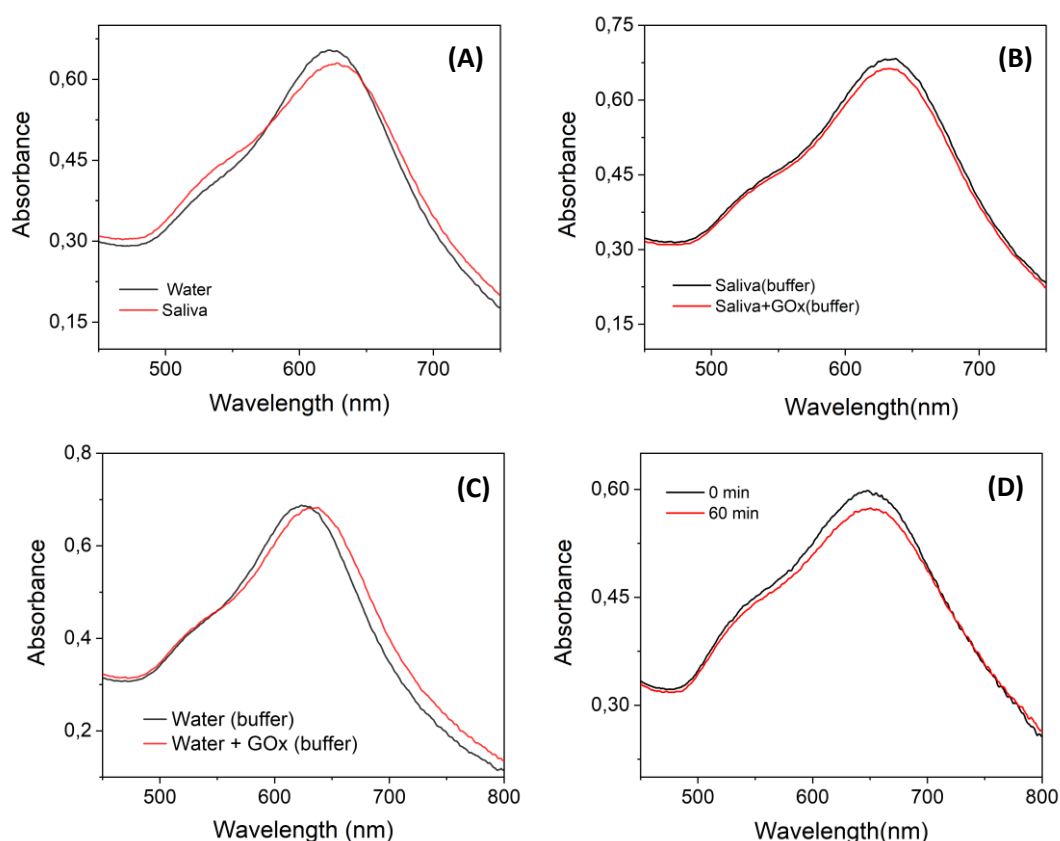 (A)
0,60
0,45
0,30
0,15
Absorbance
Water
Saliva
500 600 700
Wavelength (nm)
(B)
0,75
0,60
0,45
0,30
0,15
Absorbance
Saliva(buffer)
Saliva+GOx(buffer)
500 600 700
Wavelength(nm)
(C)
0,8
0,6
0,4
0,2
Absorbance
Water (buffer)
Water + GOx (buffer)
500 600 700 800
Wavelength (nm)
(D)
0 min
60 min
0,60
0,45
0,30
Absorbance
500 600 700 800
Wavelength(nm)